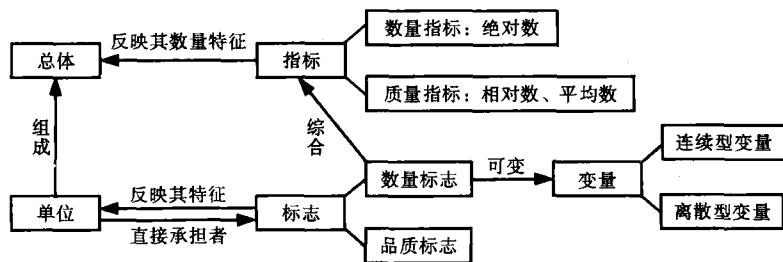 数量指标：绝对数
反映其数量特征
总体
指标
质量指标：相对数、平均数
组成
综合
连续型变量
数量标志
可变
变量
反映其特征
单位
标志
离散型变量
直接承担者
品质标志